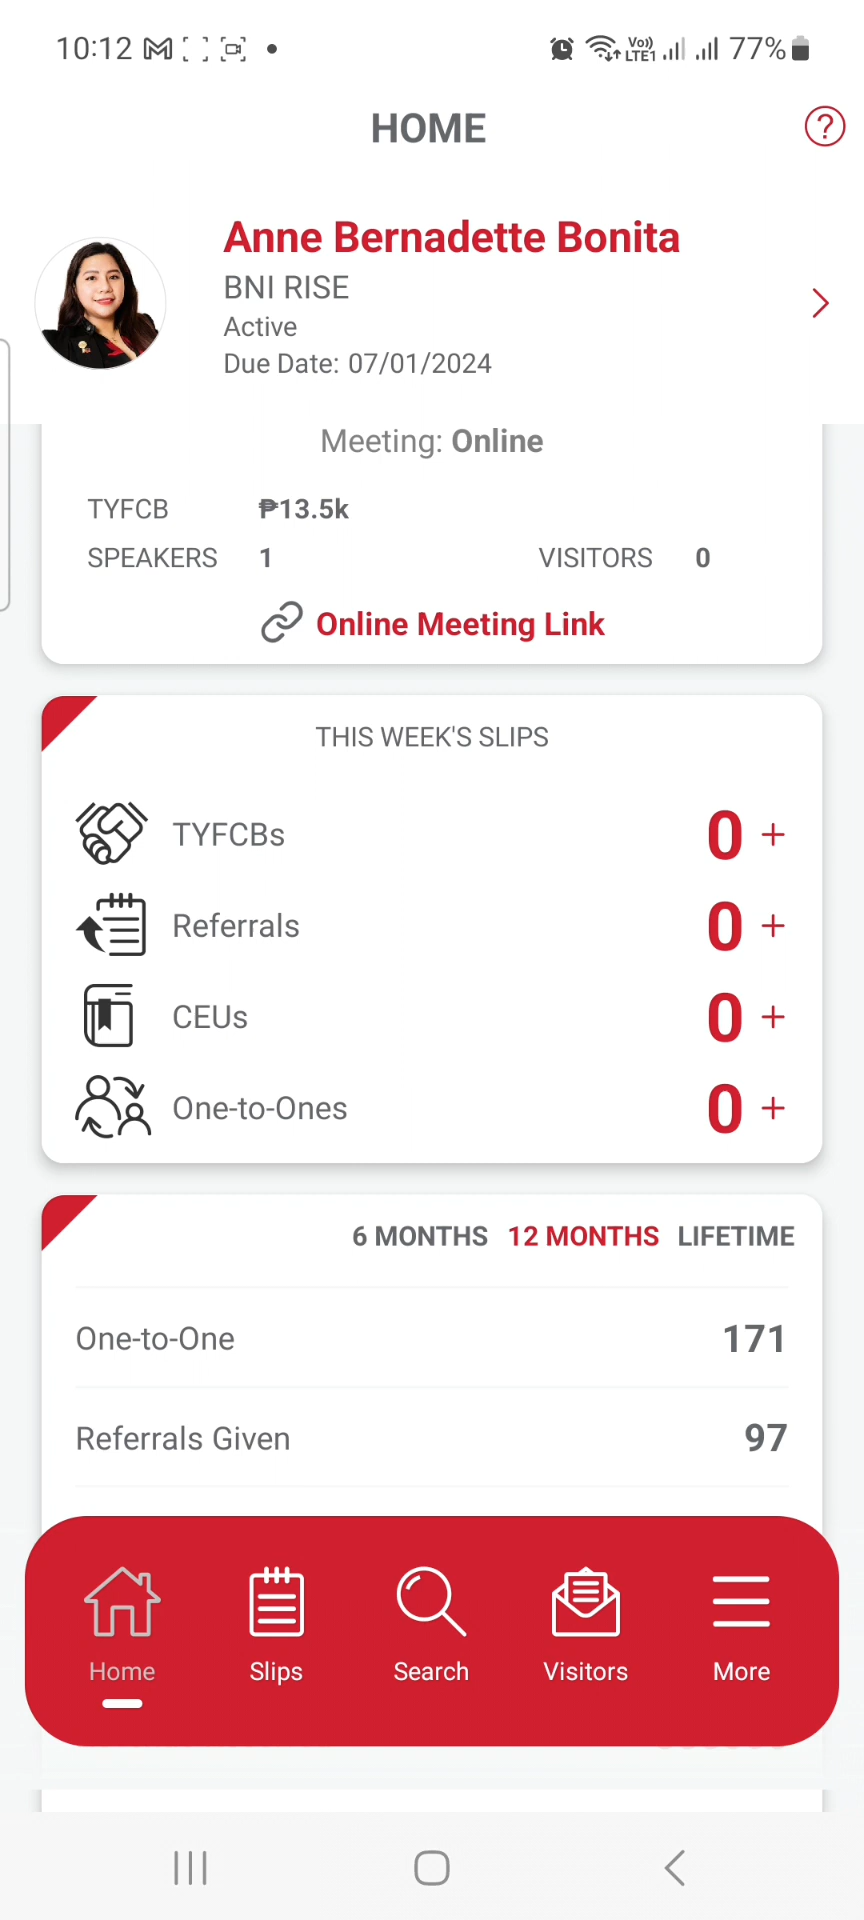 10:12
Vo)) LTE1
77%
HOME
?
Anne Bernadette Bonita
BNI RISE
Active
Due Date: 07/01/2024
Meeting: Online
TYFCB ₱13.5k
SPEAKERS 1 VISITORS 0
Online Meeting Link
THIS WEEK'S SLIPS
TYFCBs 0 +
Referrals 0 +
CEUs 0 +
One-to-Ones 0 +
6 MONTHS 12 MONTHS LIFETIME
One-to-One 171
Referrals Given 97
Home Slips Search Visitors More